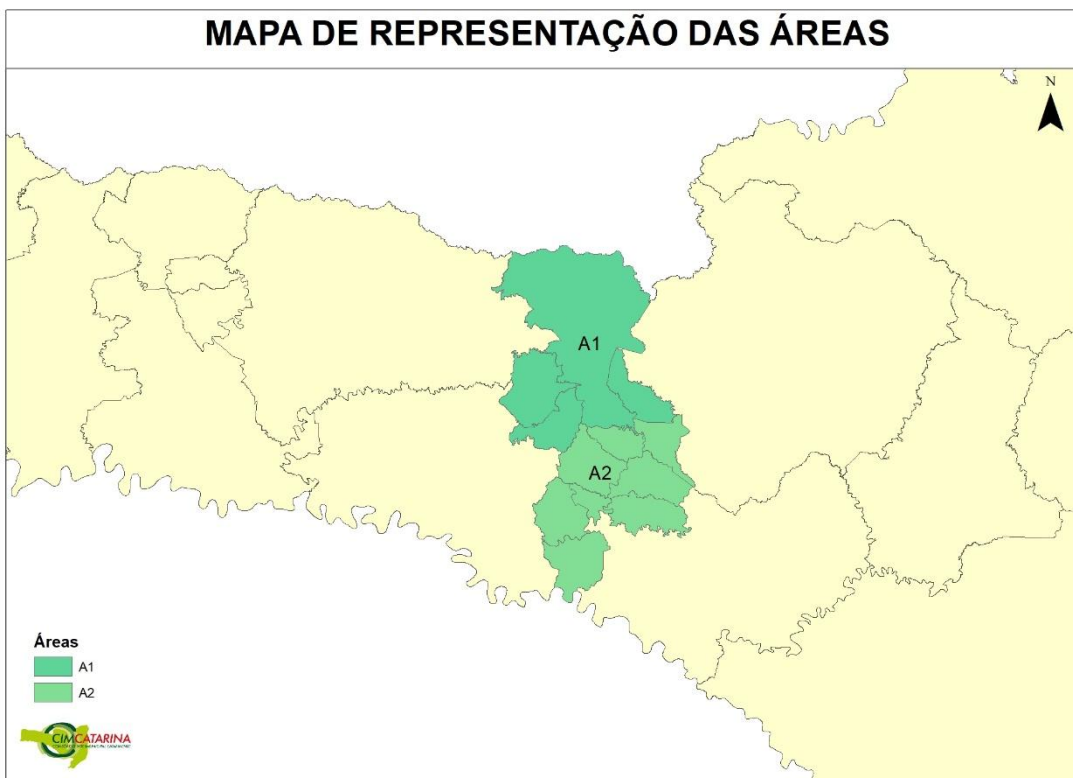 MAPA DE REPRESENTAÇÃO DAS ÁREAS
N
A1
A2
Áreas
A1
A2
CIMCATARINA